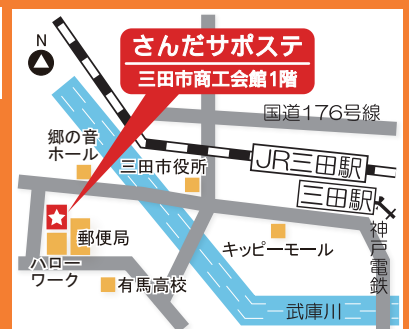 N
さんだサポステ
三田市商工会館1階
国道176号線
郷の音
ホール
三田市役所
JR三田駅
三田駅
神戸電鉄
郵便局
キッピーモール
ハロー
ワーク
有馬高校
武庫川